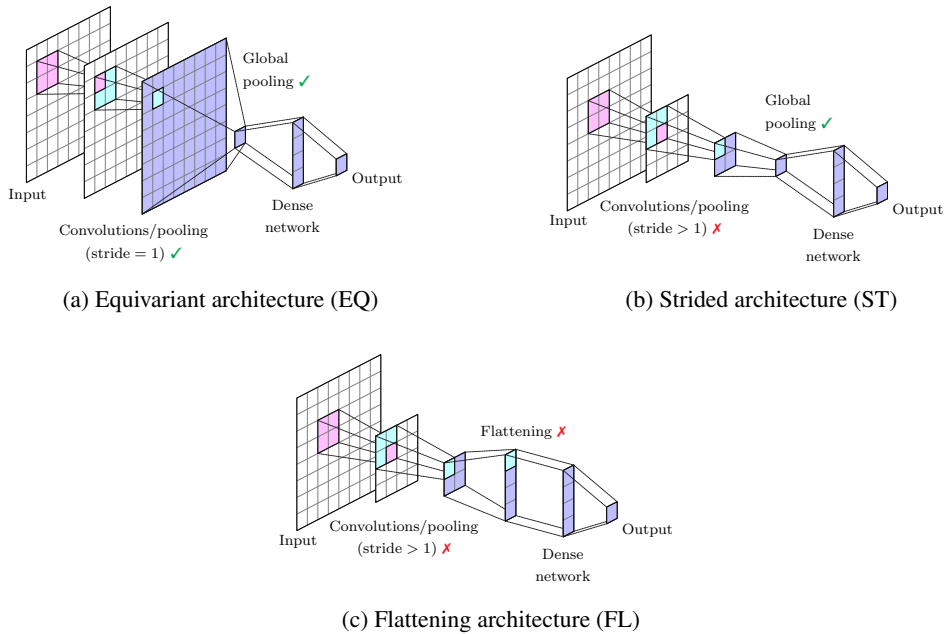 Global
pooling ✓
Input
Convolutions/pooling
(stride = 1) ✓
Dense
network
Output
(a) Equivariant architecture (EQ)
Global
pooling ✓
Input
Convolutions/pooling
(stride > 1) ✗
Dense
network
Output
(b) Strided architecture (ST)
Flattening ✗
Input
Convolutions/pooling
(stride > 1) ✗
Dense
network
Output
(c) Flattening architecture (FL)